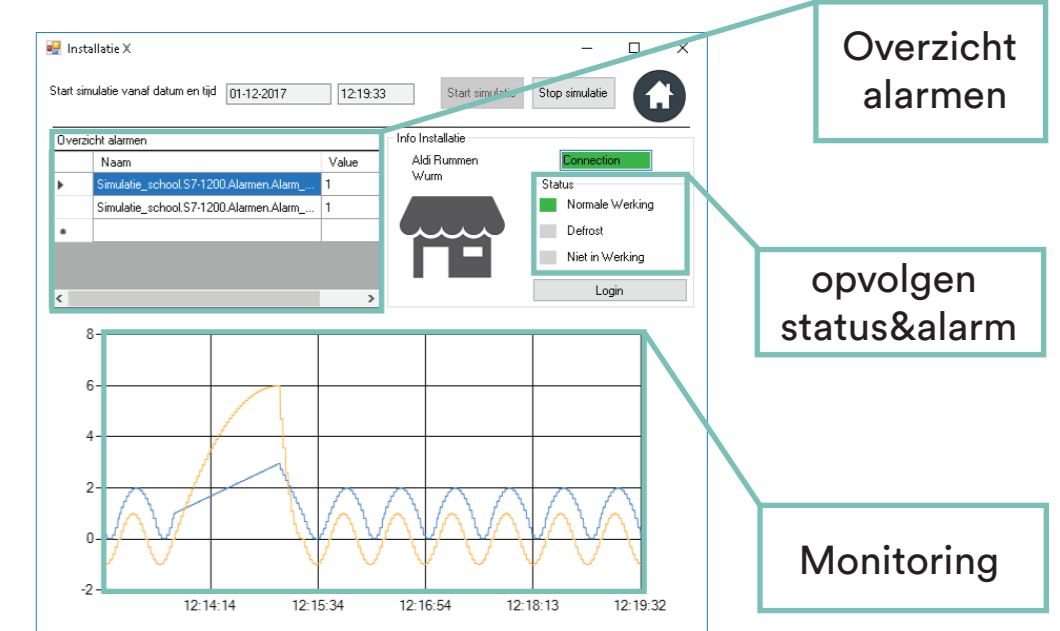 Installatie X
Start simulatie vanaf datum en tijd 01-12-2017 12:19:33 Start simulatie Stop simulatie
Overzicht alarmen
Naam Value
Simulatie_school.S7-1200.Alarmen.Alarm_... 1
Simulatie_school.S7-1200.Alarmen.Alarm_... 1
Info Installatie
Aldi Rummen
Wurm
Connection
Status
Normale Werking
Defrost
Niet in Werking
Login
8
6
4
2
0
-2
12:14:14 12:15:34 12:16:54 12:18:13 12:19:32
Overzicht
alarmen
opvolgen
status&alarm
Monitoring